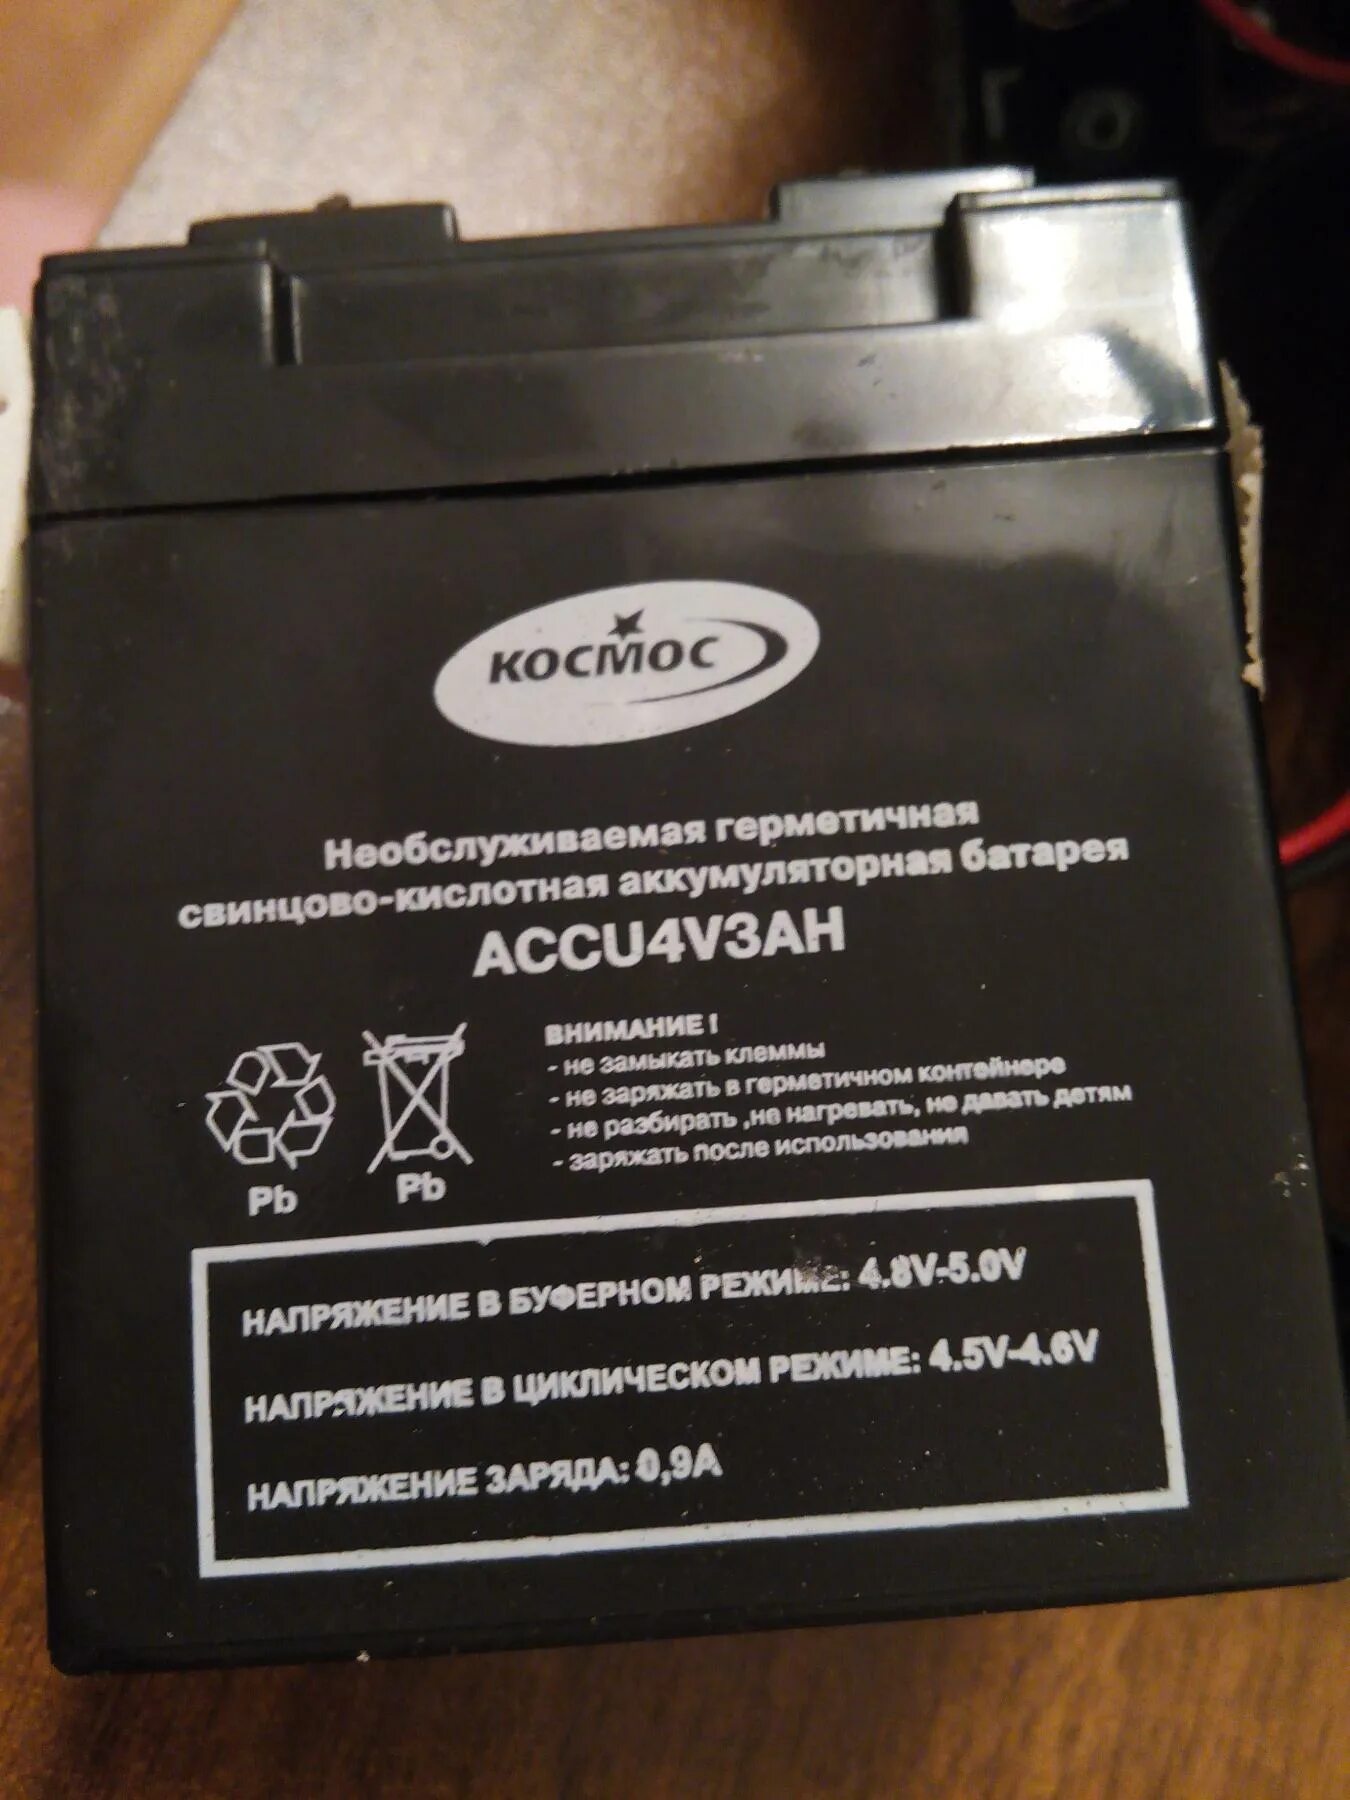 КОСМОС
Необслуживаемая герметичная
свинцово-кислотная аккумуляторная батарея
ACCU4V3AH
ВНИМАНИЕ !
- не замыкать клеммы
- не заряжать в герметичном контейнере
- не разбирать ,не нагревать, не давать детям
- заряжать после использования
Pb
Pb
НАПРЯЖЕНИЕ В БУФЕРНОМ РЕЖИМЕ: 4.8V-5.0V
НАПРЯЖЕНИЕ В ЦИКЛИЧЕСКОМ РЕЖИМЕ: 4.5V-4.6V
НАПРЯЖЕНИЕ ЗАРЯДА: 0,9A